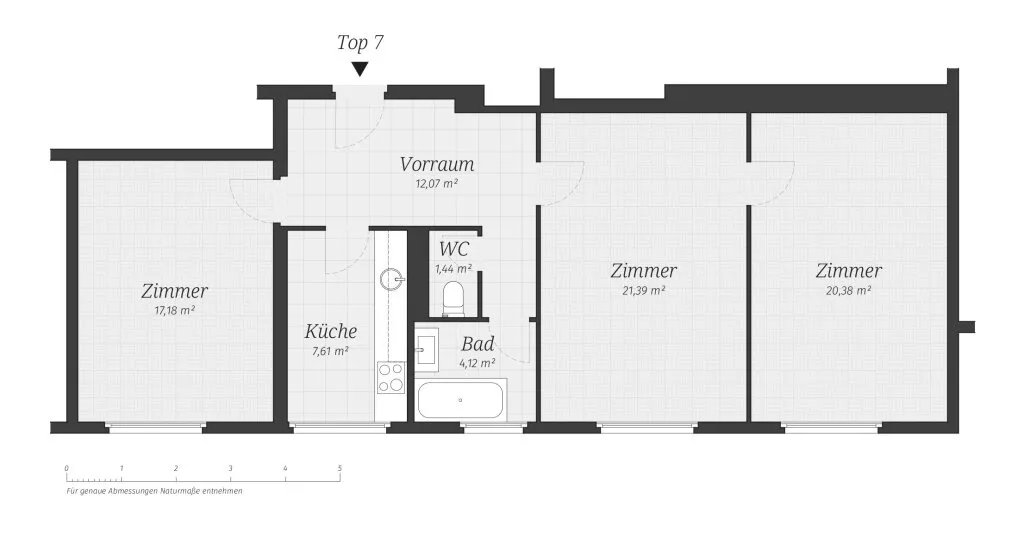 Top 7
Vorraum
12,07 m²
WC
1,44 m²
Zimmer
21,39 m²
Zimmer
20,38 m²
Zimmer
17,18 m²
Küche
7,61 m²
Bad
4,12 m²
0 1 2 3 4 5
Für genaue Abmessungen Naturmaße entnehmen